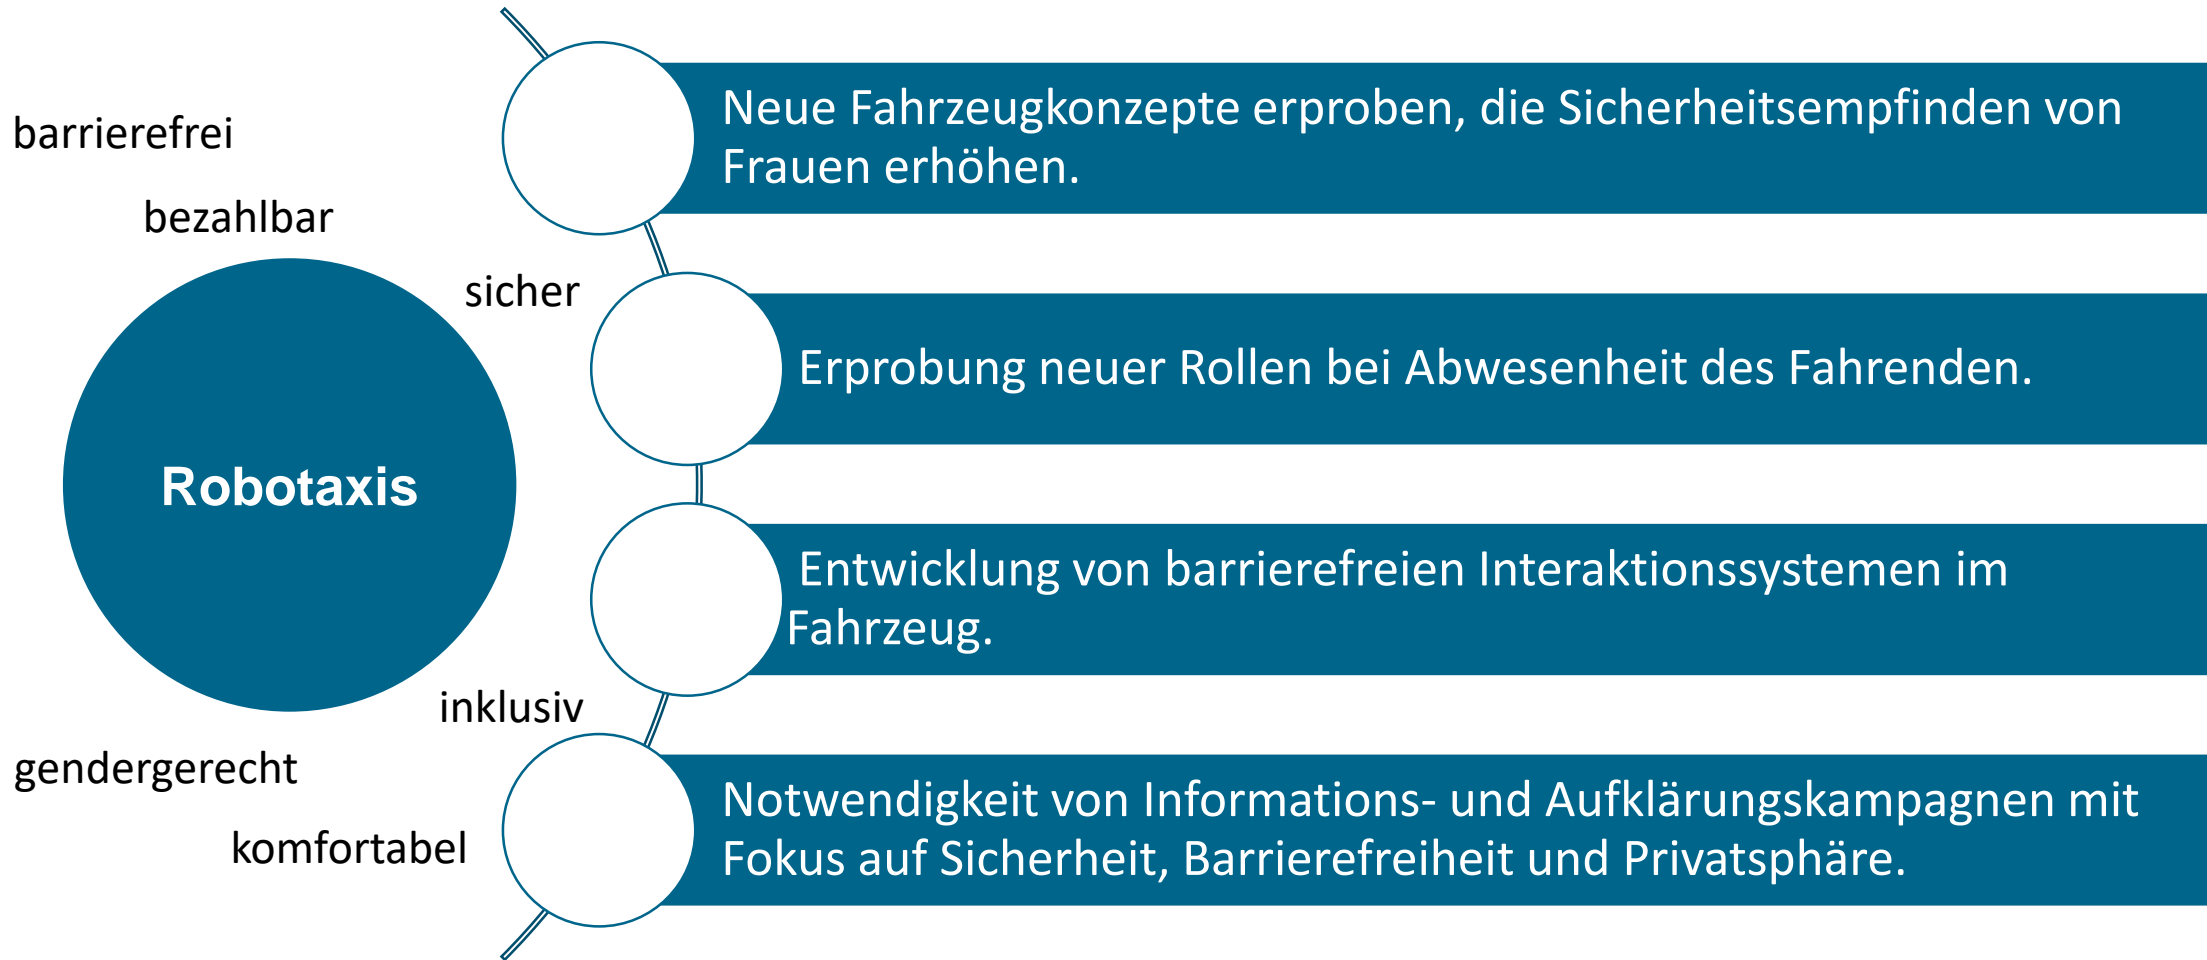 barrierefrei
bezahlbar
sicher
Robotaxis
inklusiv
gendergerecht
komfortabel
Neue Fahrzeugkonzepte erproben, die Sicherheitsempfinden von
Frauen erhöhen.
Erprobung neuer Rollen bei Abwesenheit des Fahrenden.
Entwicklung von barrierefreien Interaktionssystemen im
Fahrzeug.
Notwendigkeit von Informations- und Aufklärungskampagnen mit
Fokus auf Sicherheit, Barrierefreiheit und Privatsphäre.